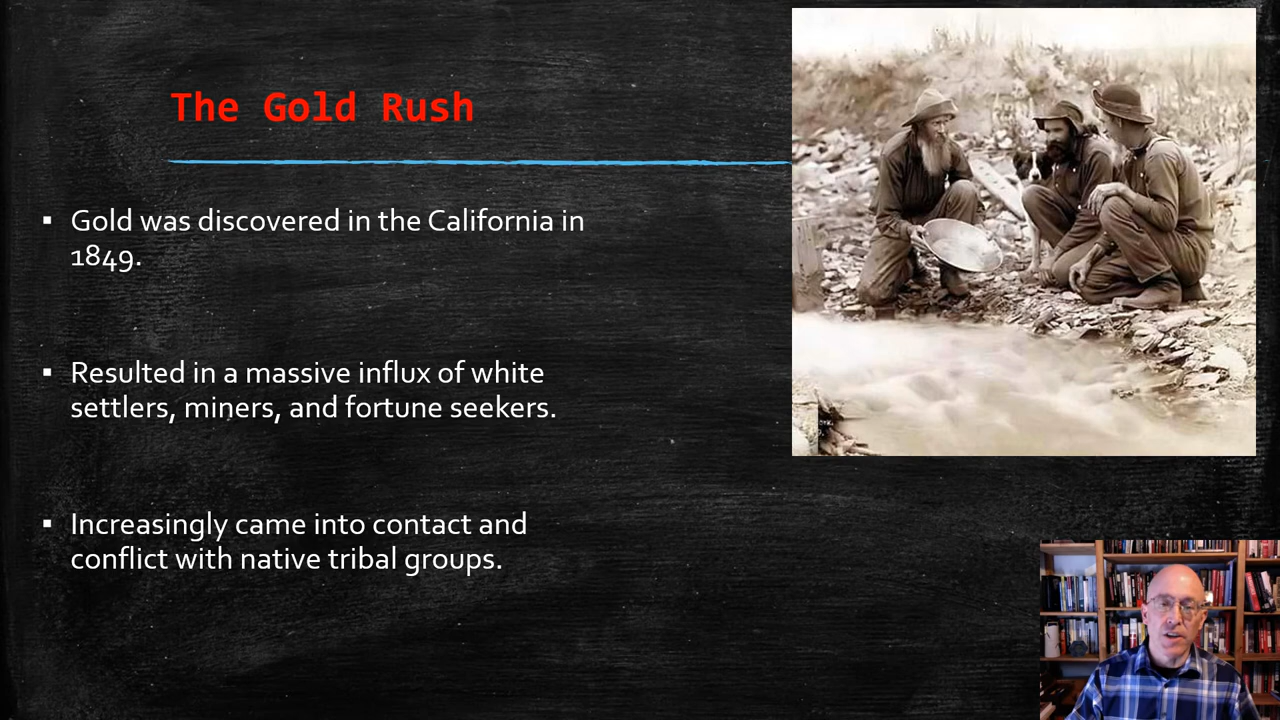 The Gold Rush
▪ Gold was discovered in the California in
1849.
▪ Resulted in a massive influx of white
settlers, miners, and fortune seekers.
▪ Increasingly came into contact and
conflict with native tribal groups.